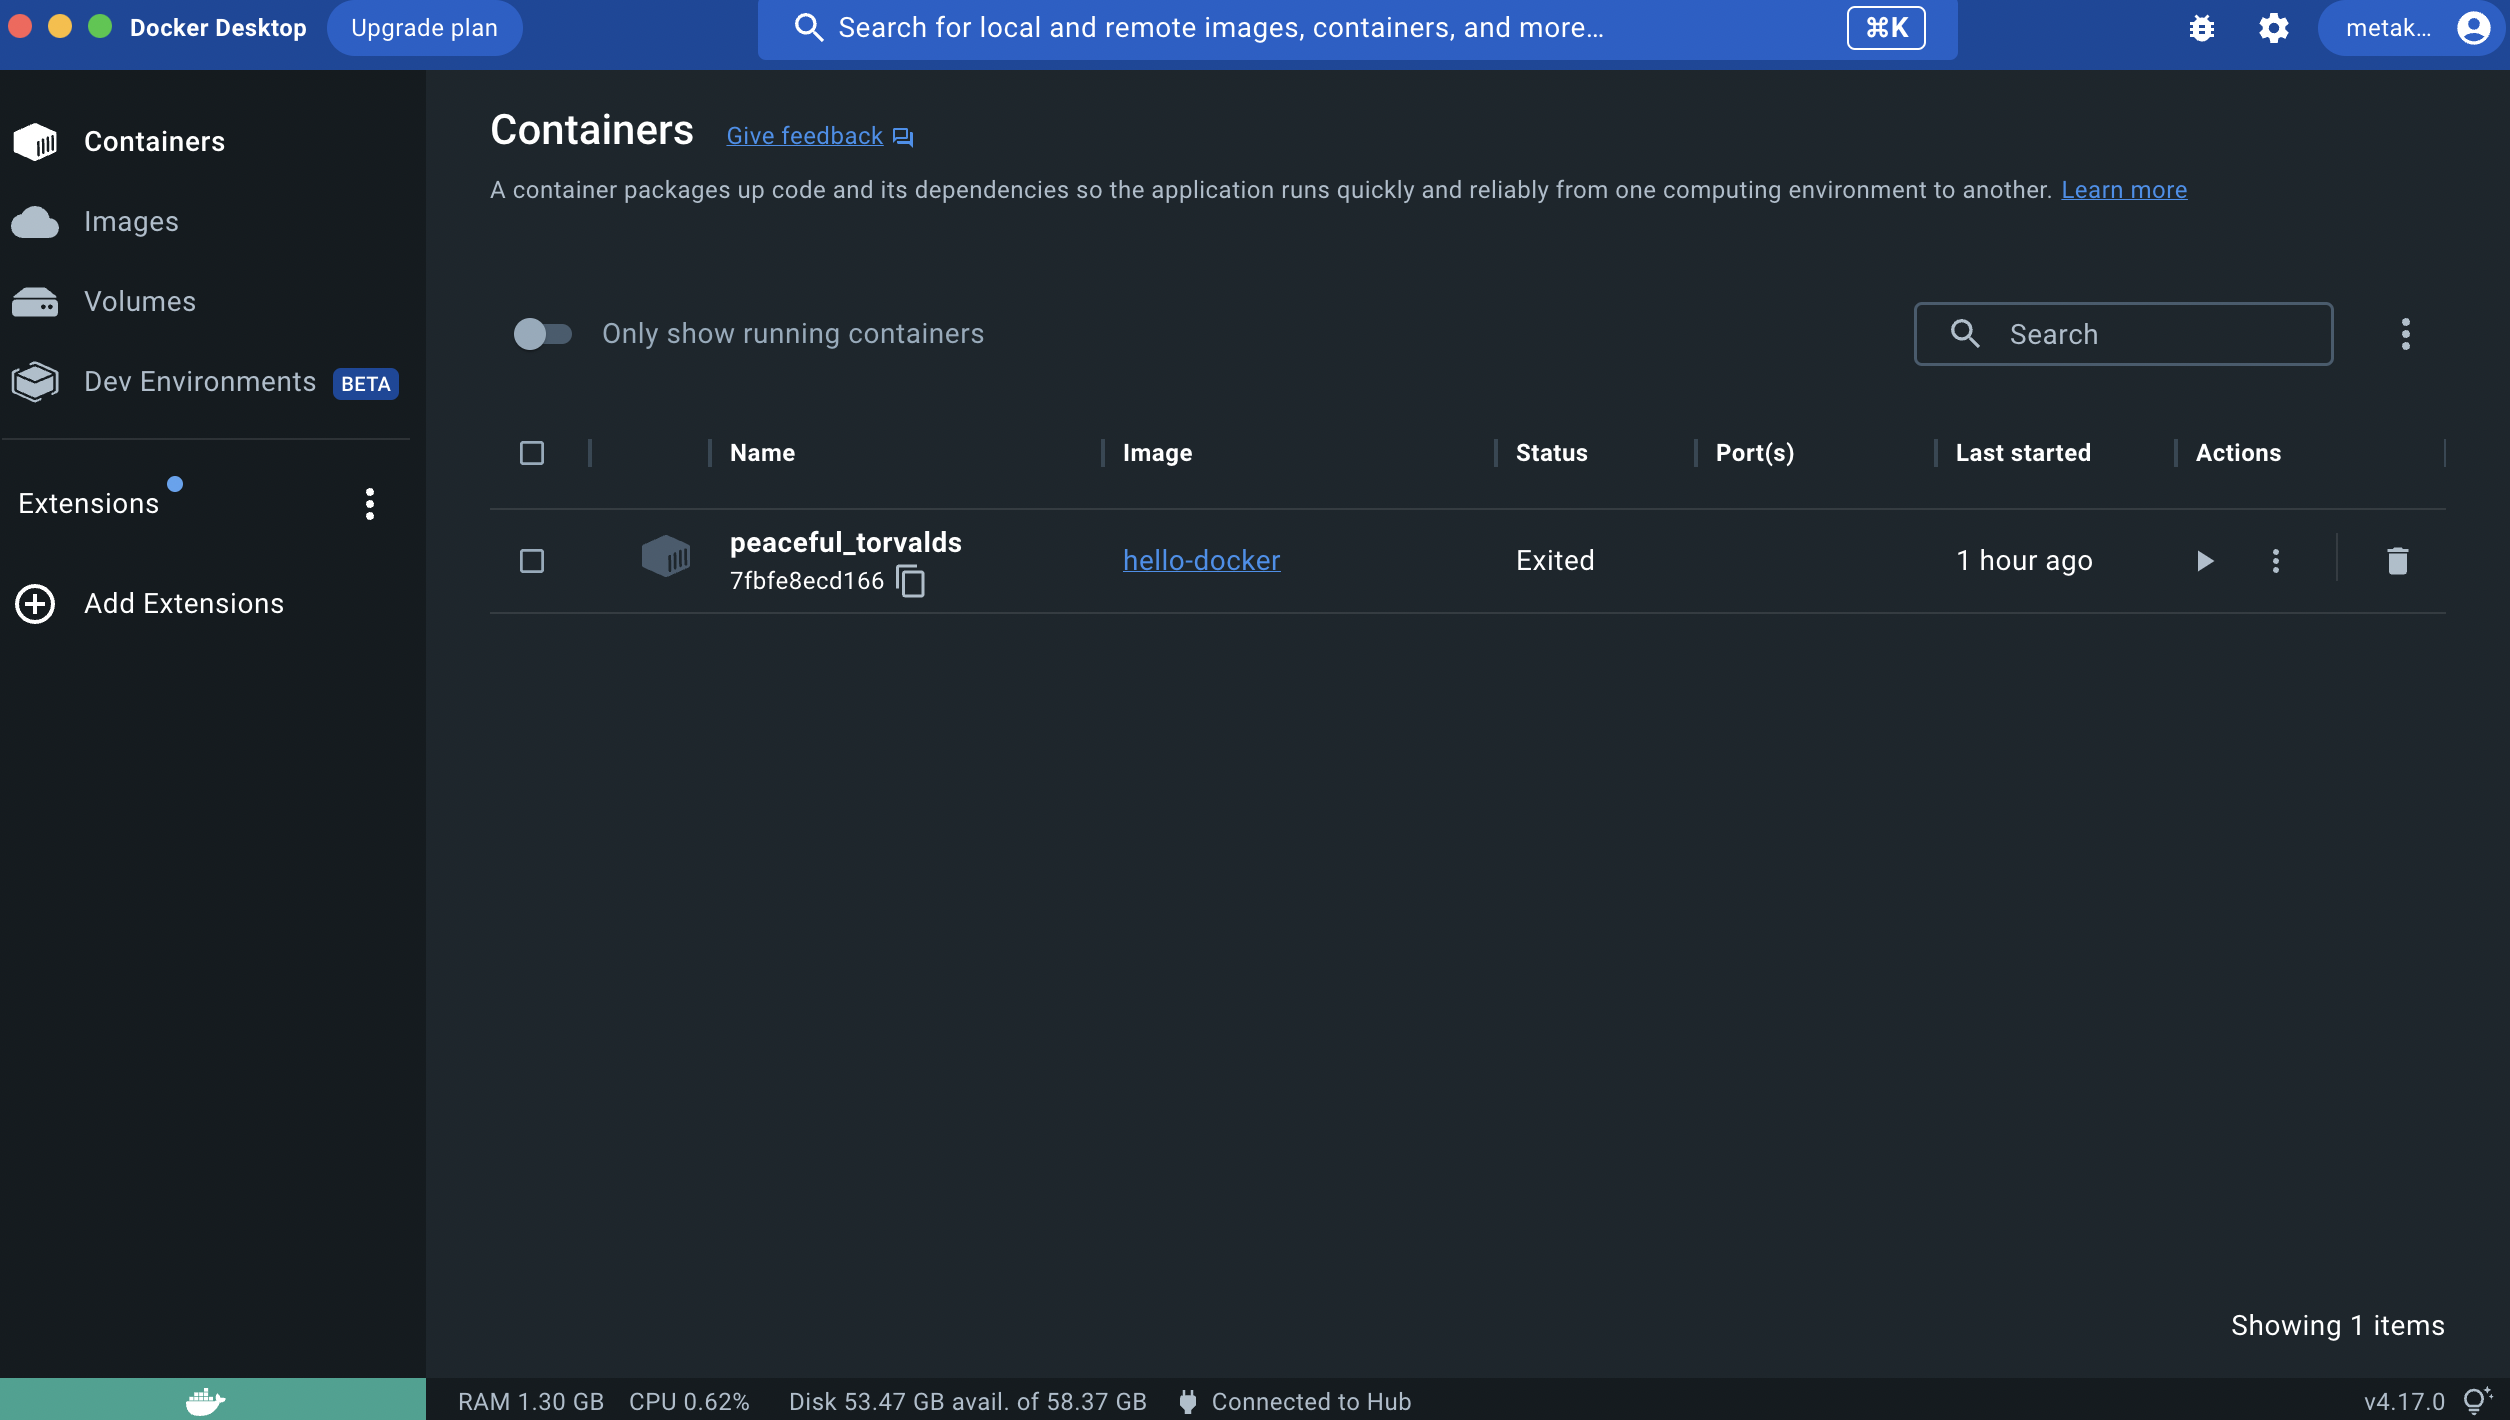 Docker Desktop Upgrade plan Search for local and remote images, containers, and more... ⌘K metak...
Containers
Images
Volumes
Dev Environments BETA
Extensions
Add Extensions
Containers Give feedback
A container packages up code and its dependencies so the application runs quickly and reliably from one computing environment to another. Learn more
Only show running containers Search
Name Image Status Port(s) Last started Actions
peaceful_torvalds
7fbfe8ecd166 hello-docker Exited 1 hour ago
Showing 1 items
RAM 1.30 GB CPU 0.62% Disk 53.47 GB avail. of 58.37 GB Connected to Hub v4.17.0